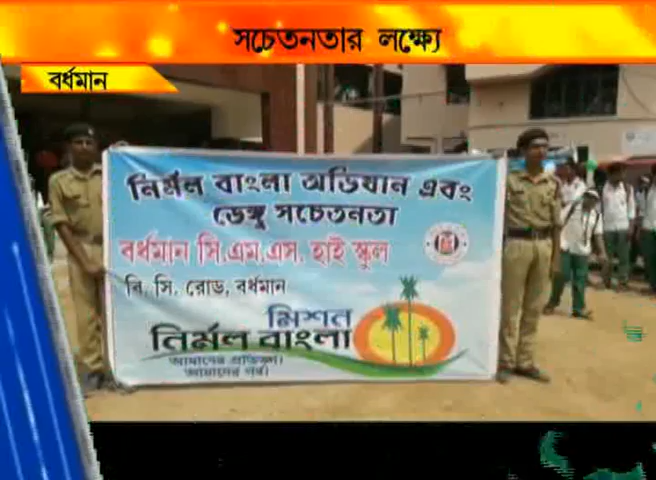 সচেতনতার লক্ষ্যে
বর্ধমান
নির্মল বাংলা অভিযান এবং
ডেঙ্গু সচেতনতা
বর্ধমান সি.এম.এস. হাই স্কুল
বি. সি. রোড, বর্ধমান
মিশন
নির্মল বাংলা
আমাদের প্রতিজ্ঞা
আমাদের গর্ব।